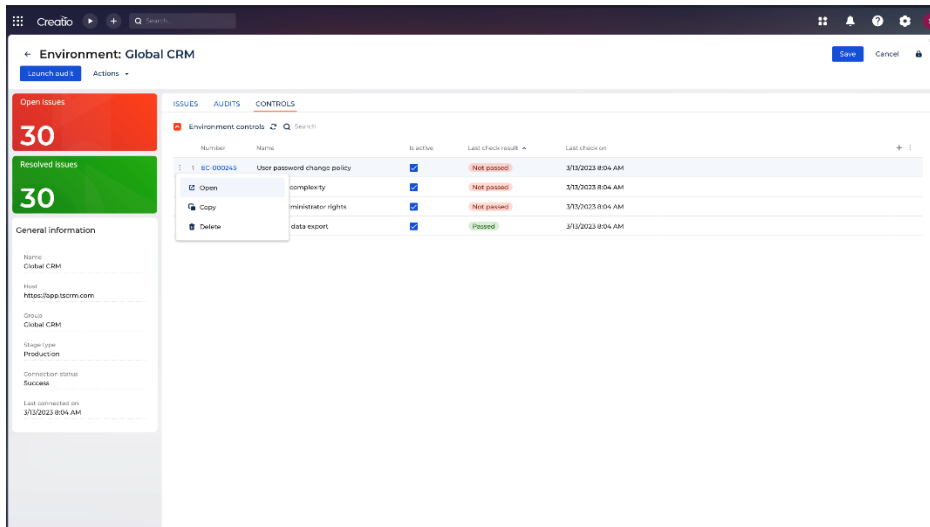 Creatio
Search...
Environment: Global CRM
Save
Cancel
Launch audit
Actions
Open issues
30
Resolved issues
30
General information
Name
Global CRM
Host
https://app.tscrm.com
Group
Global CRM
Stage type
Production
Connection status
Success
Last connected on
3/13/2023 8:04 AM
ISSUES AUDITS CONTROLS
Environment controls Search
Number Name Is active Last check result Last check on
1 EC-000245 User password change policy Not passed 3/13/2023 8:04 AM
Open complexity Not passed 3/13/2023 8:04 AM
Copy ministrator rights Not passed 3/13/2023 8:04 AM
Delete data export Passed 3/13/2023 8:04 AM